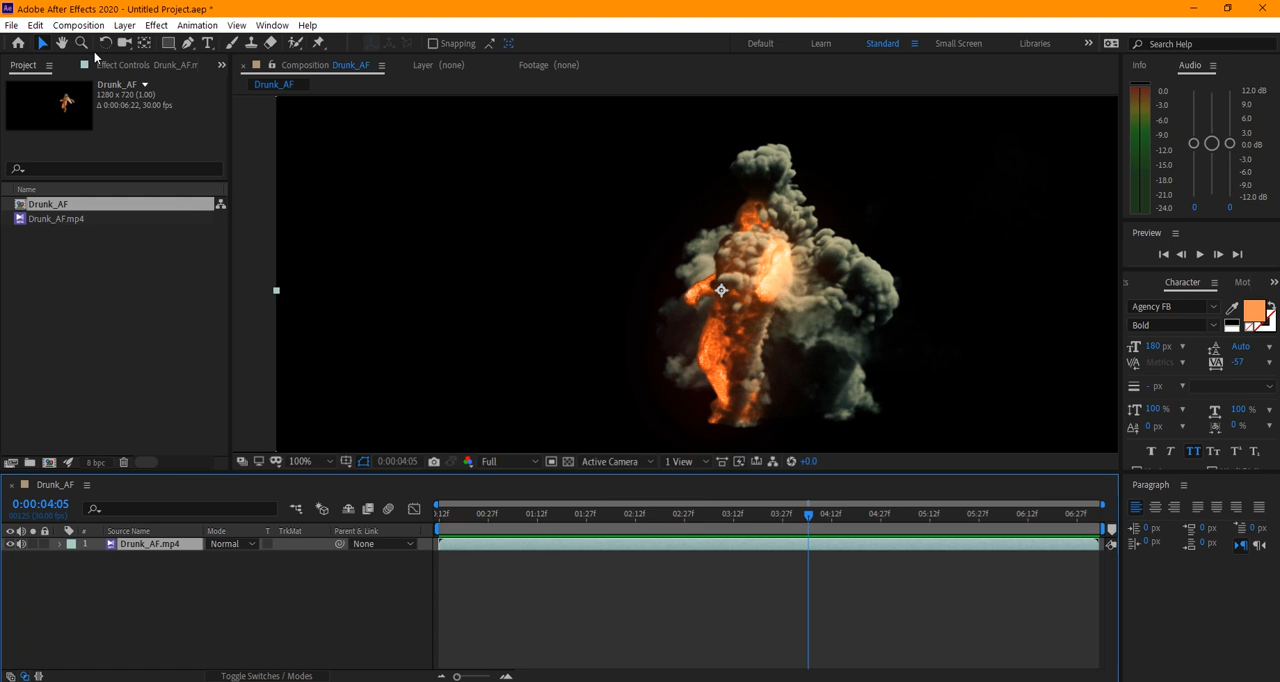 Adobe After Effects 2020 - Untitled Project.aep *
File Edit Composition Layer Effect Animation View Window Help
Snapping Default Learn Standard Small Screen Libraries Search Help
Project Effect Controls Drunk_AF.m Composition Drunk_AF Layer (none) Footage (none) Info Audio
Drunk_AF
1280 x 720 (1.00)
Δ 0:00:06:22, 30.00 fps
Drunk_AF
0.0 12.0 dB
-3.0 9.0
-6.0 6.0
-9.0 3.0
-12.0 0.0 dB
-15.0 -3.0
-18.0 -6.0
-21.0 -9.0
-24.0 -12.0 dB
0 0
Name
Drunk_AF
Drunk_AF.mp4
Preview
Character Mot
Agency FB
Bold
180 px Auto
Metrics -57
- px
100 % 100 %
0 px 0 %
8 bpc 100% 0:00:04:05 Full Active Camera 1 View +0.0
Drunk_AF
0:00:04:05
00125 (30.00 fps)
:12f 00:27f 01:12f 01:27f 02:12f 02:27f 03:12f 03:27f 04:12f 04:27f 05:12f 05:27f 06:12f 06:27f
# Source Name Mode T TrkMat Parent & Link
1 Drunk_AF.mp4 Normal None
Paragraph
0 px 0 px 0 px
0 px 0 px
Toggle Switches / Modes